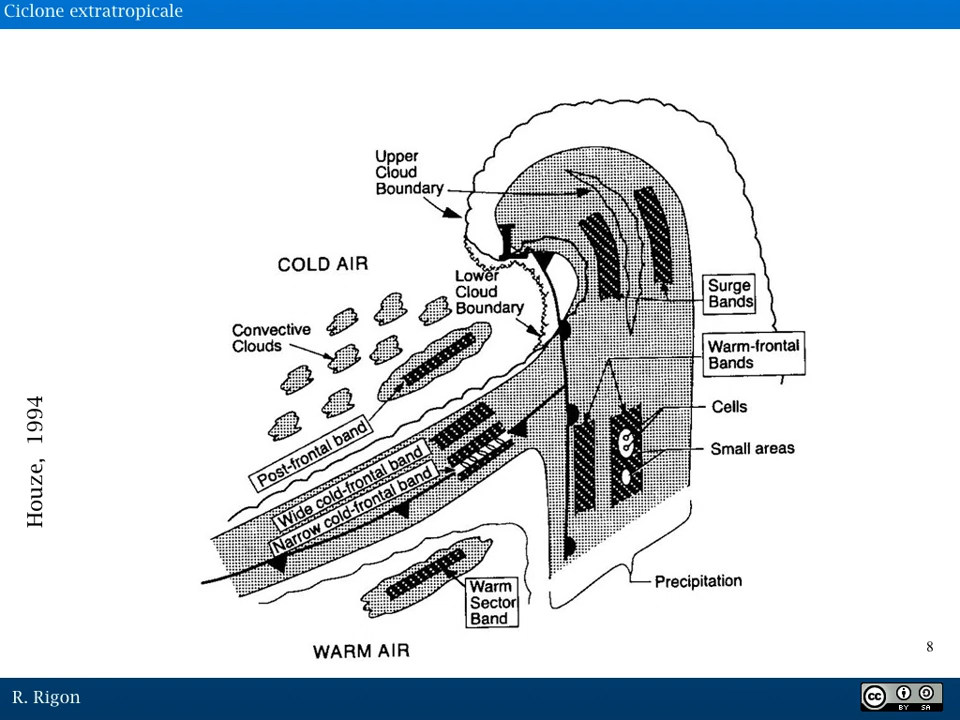 Ciclone extratropicale
Upper
Cloud
Boundary
COLD AIR
L
Lower
Cloud
Boundary
Surge
Bands
Convective
Clouds
Warm-frontal
Bands
Cells
Small areas
Post-frontal band
Wide cold-frontal band
Narrow cold-frontal band
Houze, 1994
Precipitation
Warm
Sector
Band
WARM AIR
8
R. Rigon
cc
BY SA